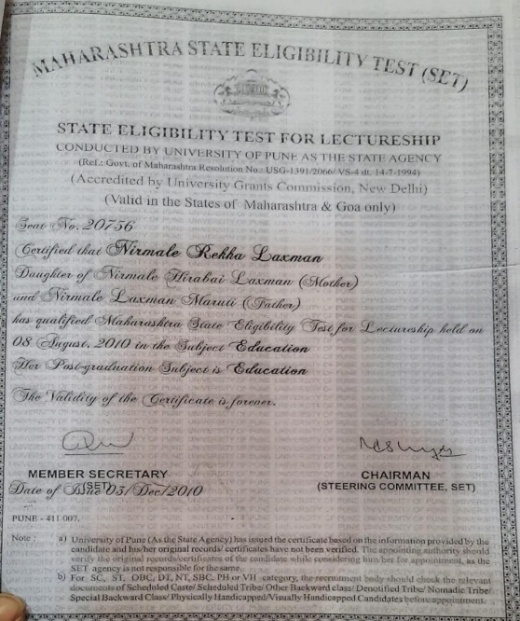 MAHARASHTRA STATE ELIGIBILITY TEST (SET)
STATE ELIGIBILITY TEST FOR LECTURESHIP
CONDUCTED BY UNIVERSITY OF PUNE AS THE STATE AGENCY
(Ref.: Govt. of Maharashtra Resolution No.: USG-1391/2066/ VS-4 dt. 14-7-1994)
(Accredited by University Grants Commission, New Delhi)
(Valid in the States of Maharashtra & Goa only)
Seat No. 20756
Certified that Nirmale Rekha Laxman
Daughter of Nirmale Hirabai Laxman (Mother)
and Nirmale Laxman Maruti (Father)
has qualified Maharashtra State Eligibility Test for Lectureship held on
08 August, 2010 in the Subject Education
Her Post-graduation Subject is Education
The Validity of the Certificate is forever.
MEMBER SECRETARY
(SET)
Date of Issue 03/Dec/2010
CHAIRMAN
(STEERING COMMITTEE, SET)
PUNE - 411 007.
Note : a) University of Pune (As the State Agency) has issued the certificate based on the information provided by the
candidate and his/her original records/ certificates have not been verified. The appointing authority should
verify the original records/certificates of the candidate while considering him/her for appointment, as the
SET agency is not responsible for the same.
b) For SC, ST, OBC, DT, NT, SBC, PH or VH category, the recruitment body should check the relevant
documents of Scheduled Caste/ Scheduled Tribe/ Other Backward class/ Denotified Tribe/ Nomadic Tribe/
Special Backward Class/ Physically Handicapped/Visually Handicapped Candidates before appointment.